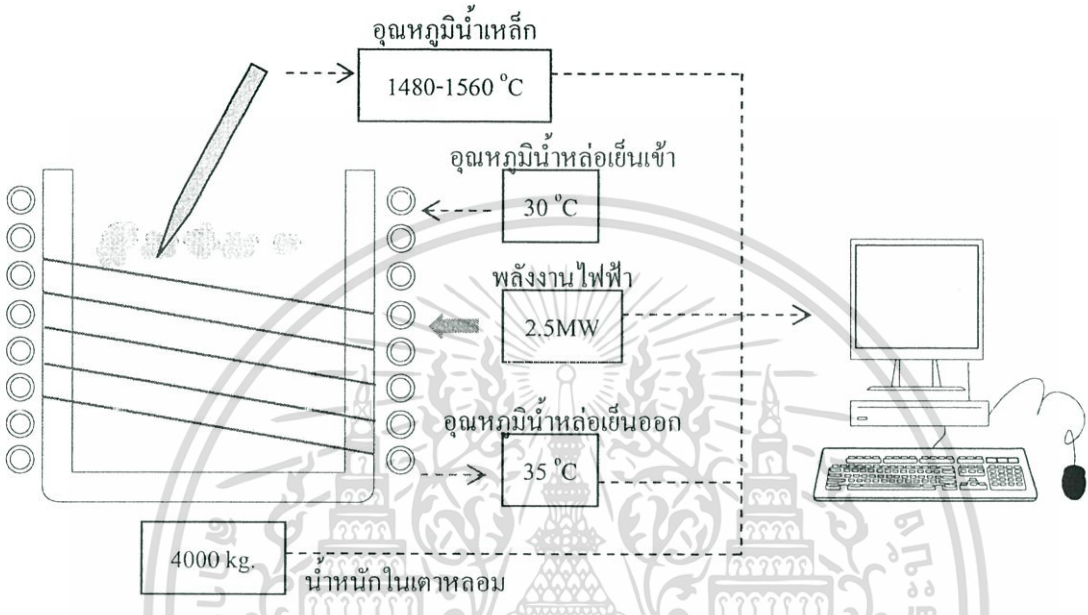 อุณหภูมิน้ำเหล็ก
1480-1560 °C
อุณหภูมิน้ำหล่อเย็นเข้า
30 °C
พลังงานไฟฟ้า
2.5MW
อุณหภูมิน้ำหล่อเย็นออก
35 °C
4000 kg.
น้ำหนักในเตาหลอม